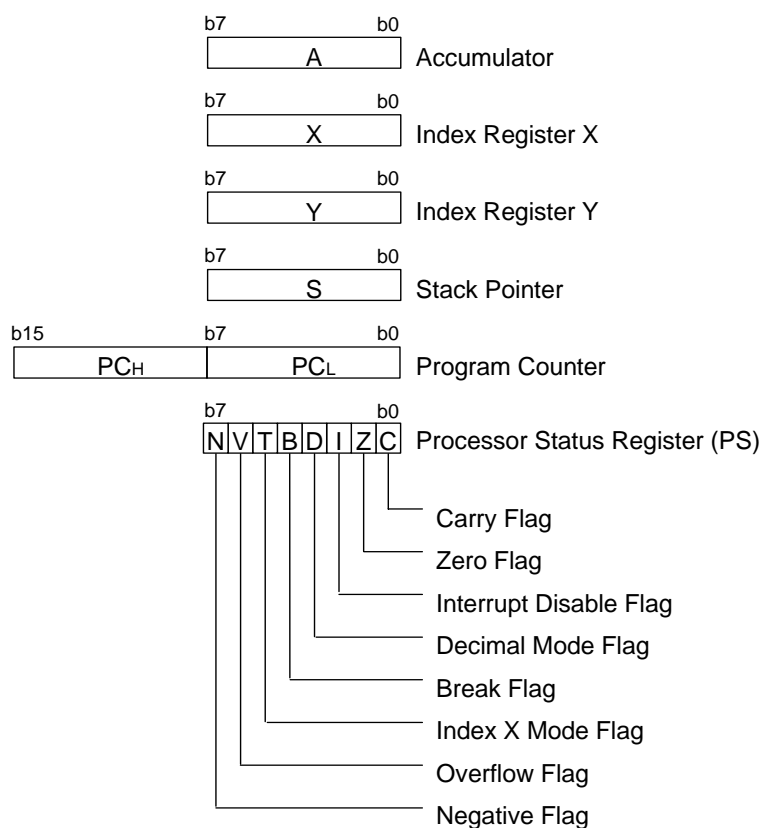 b7 b0
A Accumulator
b7 b0
X Index Register X
b7 b0
Y Index Register Y
b7 b0
S Stack Pointer
b15 b7 b0
PCH PCL Program Counter
b7 b0
N V T B D I Z C Processor Status Register (PS)
Carry Flag
Zero Flag
Interrupt Disable Flag
Decimal Mode Flag
Break Flag
Index X Mode Flag
Overflow Flag
Negative Flag